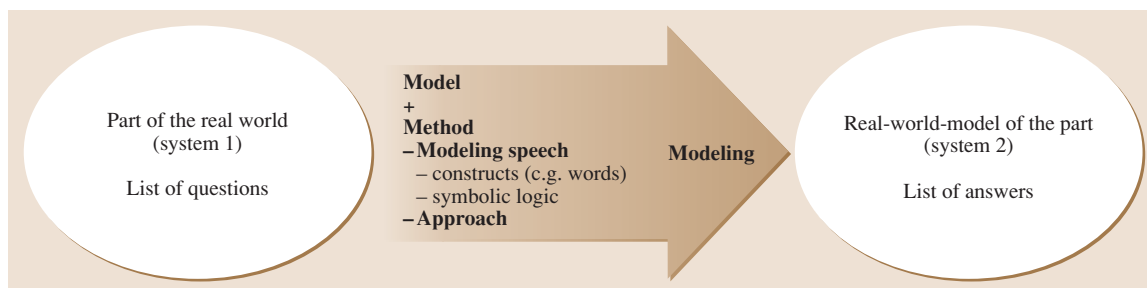 Part of the real world
(system 1)
List of questions
Model
+
Method
– Modeling speech
– constructs (c.g. words)
– symbolic logic
– Approach
Modeling
Real-world-model of the part
(system 2)
List of answers